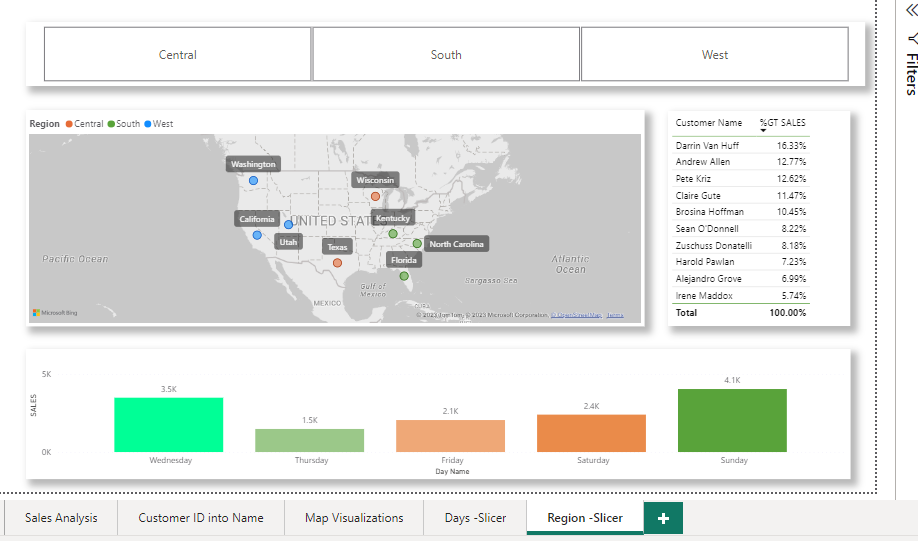 Central South West
Filters
Region Central South West
Washington
Wisconsin
California
UNITED STATES
Kentucky
Utah
Texas
North Carolina
Florida
Pacific Ocean
Atlantic
Ocean
Gulf of
Mexico
Sargasso Sea
MEXICO
CUBA
Microsoft Bing
© 2023 TomTom, © 2023 Microsoft Corporation, © OpenStreetMap Terms
Customer Name %GT SALES
Darrin Van Huff 16.33%
Andrew Allen 12.77%
Pete Kriz 12.62%
Claire Gute 11.47%
Brosina Hoffman 10.45%
Sean O'Donnell 8.22%
Zuschuss Donatelli 8.18%
Harold Pawlan 7.23%
Alejandro Grove 6.99%
Irene Maddox 5.74%
Total 100.00%
SALES
5K
0K
3.5K
1.5K
2.1K
2.4K
4.1K
Wednesday Thursday Friday Saturday Sunday
Day Name
Sales Analysis Customer ID into Name Map Visualizations Days -Slicer Region -Slicer +